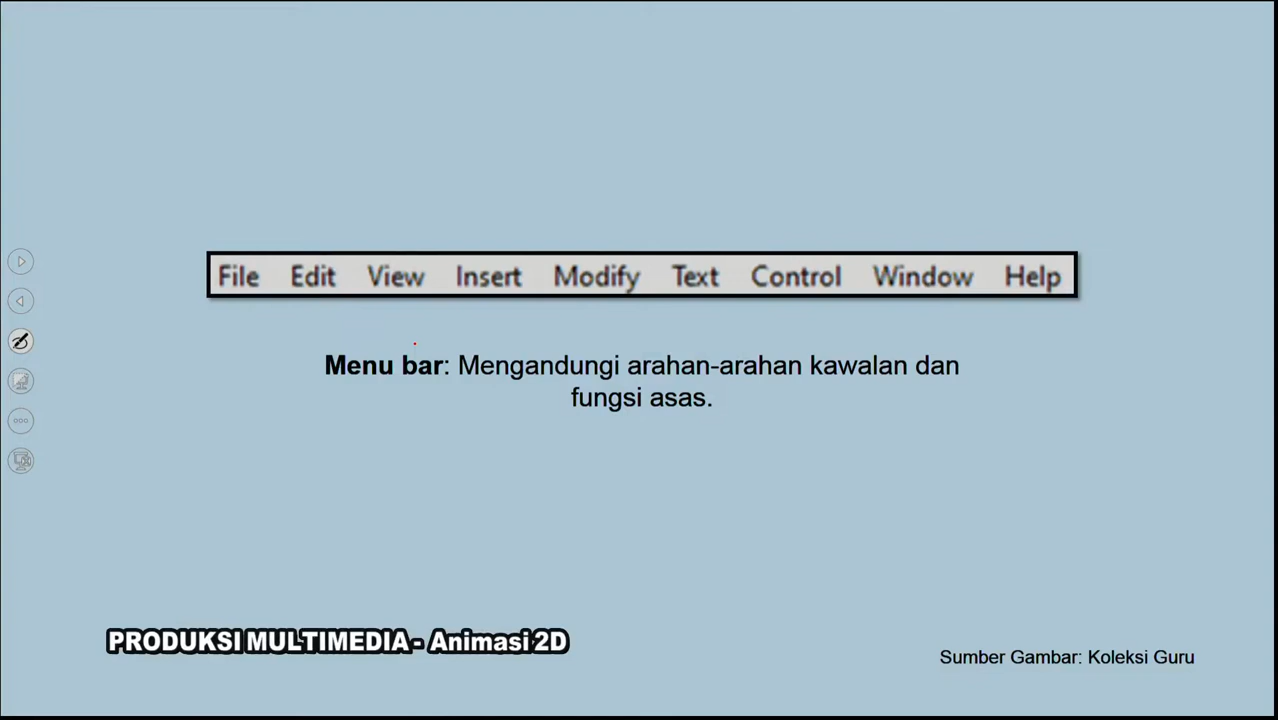 File Edit View Insert Modify Text Control Window Help
Menu bar: Mengandungi arahan-arahan kawalan dan
fungsi asas.
PRODUKSI MULTIMEDIA - Animasi 2D
Sumber Gambar: Koleksi Guru